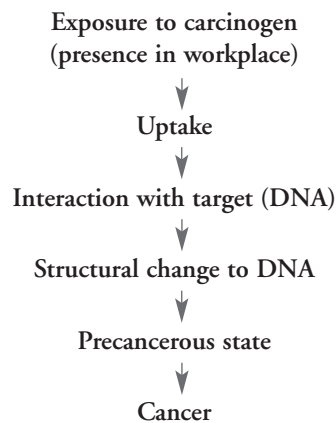 Exposure to carcinogen
(presence in workplace)
Uptake
Interaction with target (DNA)
Structural change to DNA
Precancerous state
Cancer